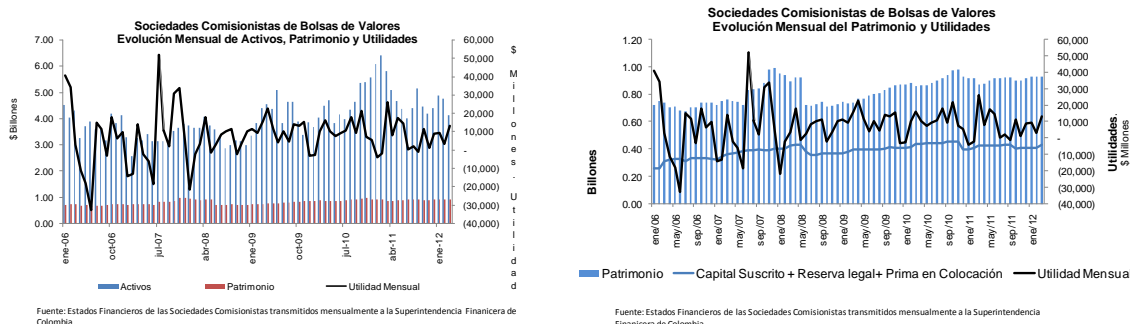 Sociedades Comisionistas de Bolsas de Valores
Evolución Mensual de Activos, Patrimonio y Utilidades
7.00
6.00
5.00
4.00
3.00
2.00
1.00
0.00
$ Billones
60,000
50,000
40,000
30,000
20,000
10,000
-
(10,000)
(20,000)
(30,000)
(40,000)
$ Millones - Utilidad
ene-06
oct-06
jul-07
abr-08
ene-09
oct-09
jul-10
abr-11
ene-12
Activos
Patrimonio
Utilidad Mensual
Fuente: Estados Financieros de las Sociedades Comisionistas transmitidos mensualmente a la Superintendencia Finanicera de
Colombia
Sociedades Comisionistas de Bolsas de Valores
Evolución Mensual del Patrimonio y Utilidades
1.20
1.00
0.80
0.60
0.40
0.20
0.00
Billones
60,000
50,000
40,000
30,000
20,000
10,000
-
(10,000)
(20,000)
(30,000)
(40,000)
Utilidades.
$ Millones
ene/06
may/06
sep/06
ene/07
may/07
sep/07
ene/08
may/08
sep/08
ene/09
may/09
sep/09
ene/10
may/10
sep/10
ene/11
may/11
sep/11
ene/12
Patrimonio
Capital Suscrito + Reserva legal+ Prima en Colocación
Utilidad Mensual
Fuente: Estados Financieros de las Sociedades Comisionistas transmitidos mensualmente a la Superintendencia
Finanicera de Colombia